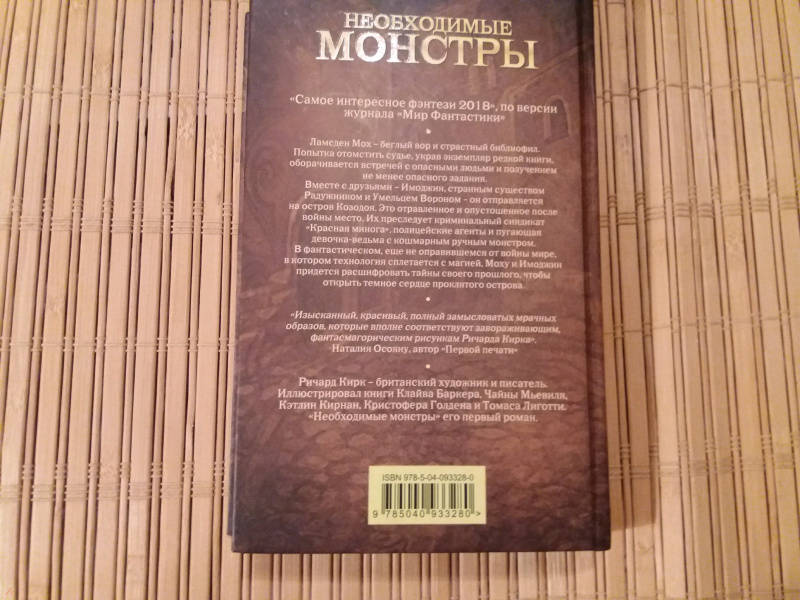 НЕОБХОДИМЫЕ
МОНСТРЫ
«Самое интересное фэнтези 2018», по версии
журнала «Мир Фантастики»
•
Ламсден Мох – беглый вор и страстный библиофил.
Попытка отомстить судье, украв экземпляр редкой книги,
оборачивается встречей с опасными людьми и получением
не менее опасного задания.
Вместе с друзьями – Имоджин, странным существом
Радужником и Умельцем Вороном – он отправляется
на остров Козодоя. Это отравленное и опустошенное после
войны место. Их преследует криминальный синдикат
«Красная минога», полицейские агенты и пугающая
девочка-ведьма с кошмарным ручным монстром.
В фантастическом, еще не оправившемся от войны мире,
в котором технология сплетается с магией, Моху и Имоджин
придется расшифровать тайны своего прошлого, чтобы
открыть темное сердце проклятого острова.
•
«Изысканный, красивый, полный замысловатых мрачных
образов, которые вполне соответствуют завораживающим,
фантасмагорическим рисункам Ричарда Кирка».
Наталия Осояну, автор «Первой печати»
•
Ричард Кирк – британский художник и писатель.
Иллюстрировал книги Клайва Баркера, Чайны Мьевиля,
Кэтлин Кирнан, Кристофера Голдена и Томаса Лиготти.
«Необходимые монстры» его первый роман.
ISBN 978-5-04-093328-0
9 785040 933280 >